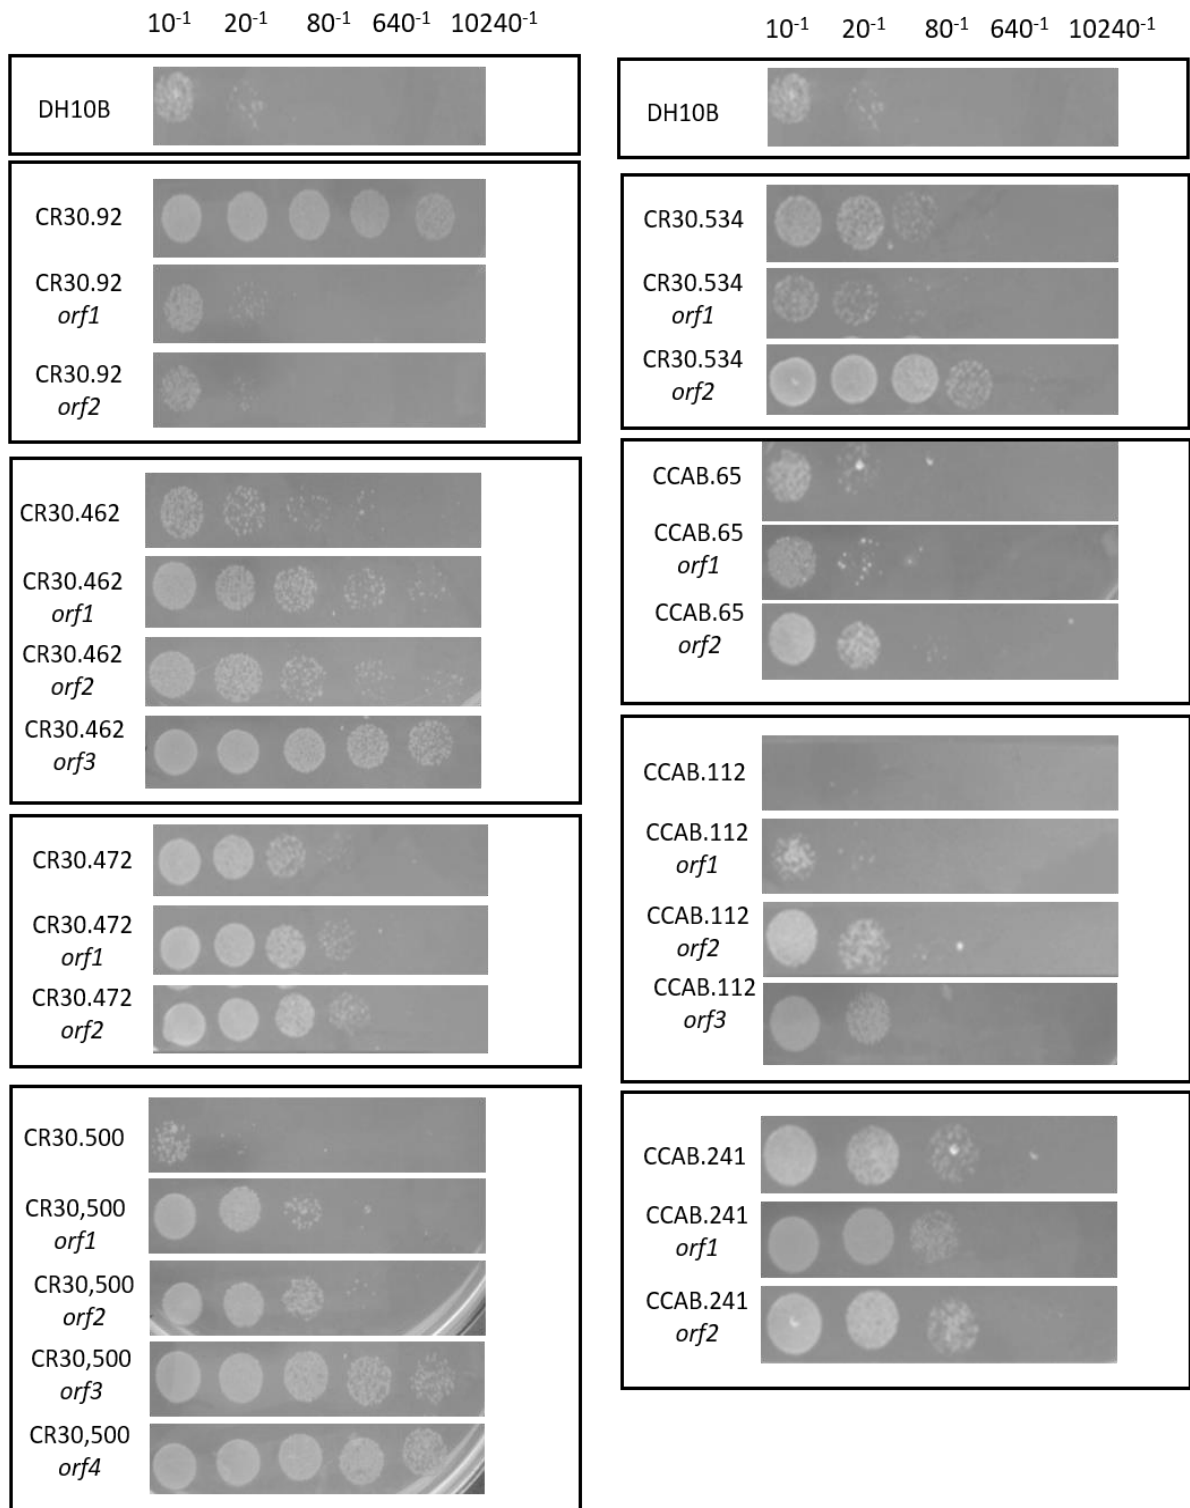 10⁻¹ 20⁻¹ 80⁻¹ 640⁻¹ 10240⁻¹
DH10B
CR30.92
CR30.92
orf1
CR30.92
orf2
CR30.462
CR30.462
orf1
CR30.462
orf2
CR30.462
orf3
CR30.472
CR30.472
orf1
CR30.472
orf2
CR30.500
CR30,500
orf1
CR30,500
orf2
CR30,500
orf3
CR30,500
orf4
10⁻¹ 20⁻¹ 80⁻¹ 640⁻¹ 10240⁻¹
DH10B
CR30.534
CR30.534
orf1
CR30.534
orf2
CCAB.65
CCAB.65
orf1
CCAB.65
orf2
CCAB.112
CCAB.112
orf1
CCAB.112
orf2
CCAB.112
orf3
CCAB.241
CCAB.241
orf1
CCAB.241
orf2